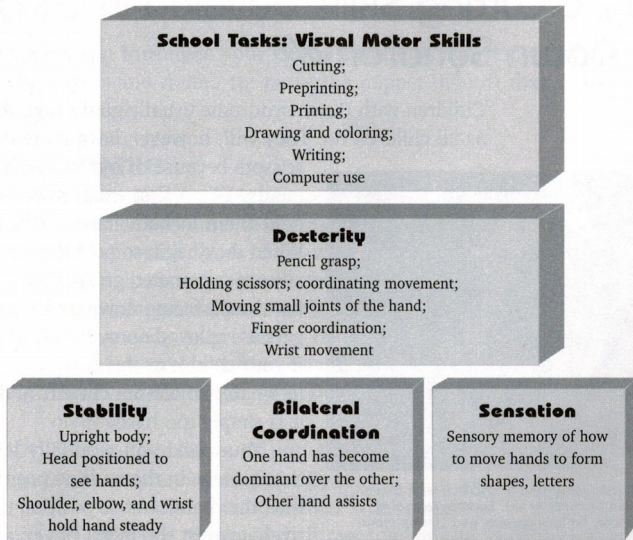 School Tasks: Visual Motor Skills
Cutting;
Preprinting;
Printing;
Drawing and coloring;
Writing;
Computer use
Dexterity
Pencil grasp;
Holding scissors; coordinating movement;
Moving small joints of the hand;
Finger coordination;
Wrist movement
Stability
Upright body;
Head positioned to
see hands;
Shoulder, elbow, and wrist
hold hand steady
Bilateral
Coordination
One hand has become
dominant over the other;
Other hand assists
Sensation
Sensory memory of how
to move hands to form
shapes, letters